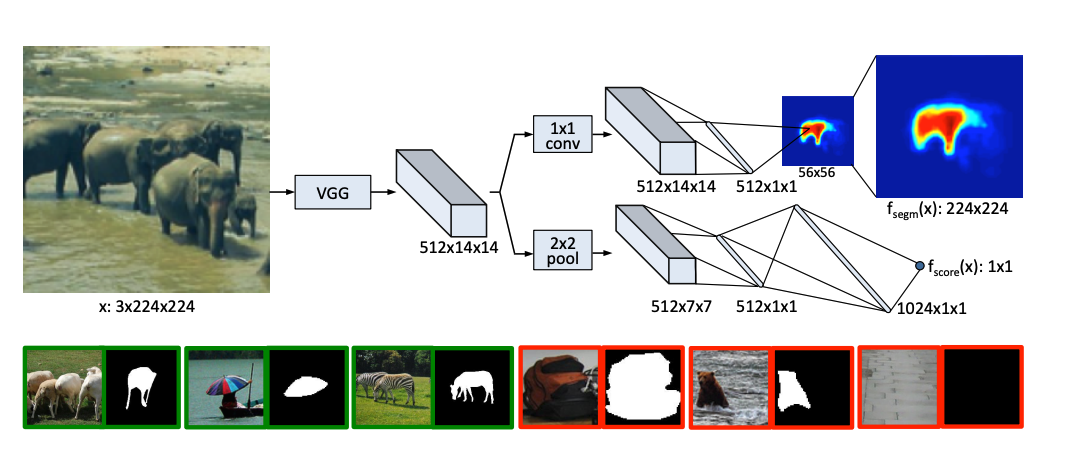 x: 3x224x224
VGG
512x14x14
1x1
conv
512x14x14
512x1x1
56x56
fsegm(x): 224x224
2x2
pool
512x7x7
512x1x1
1024x1x1
fscore(x): 1x1